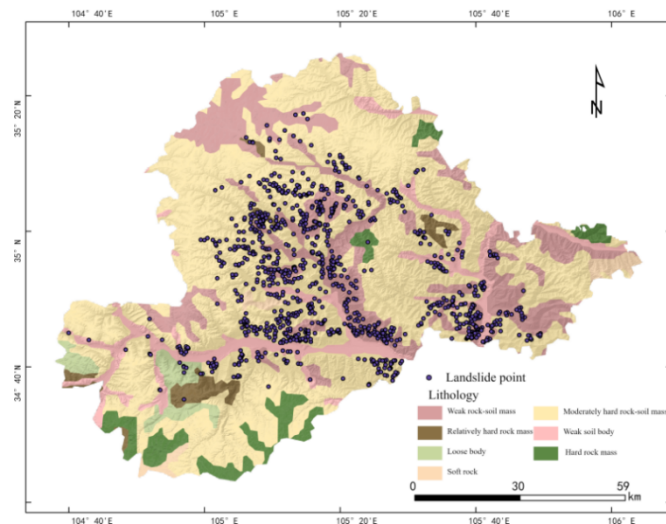 104° 40′ E
105° E
105° 20′ E
105° 40′ E
106° E
35° 20′ N
35° N
34° 40′ N
N
Landslide point
Lithology
Weak rock-soil mass
Moderately hard rock-soil mass
Relatively hard rock mass
Weak soil body
Loose body
Hard rock mass
Soft rock
0
30
59
km
104° 40′ E
105° E
105° 20′ E
105° 40′ E
106° E